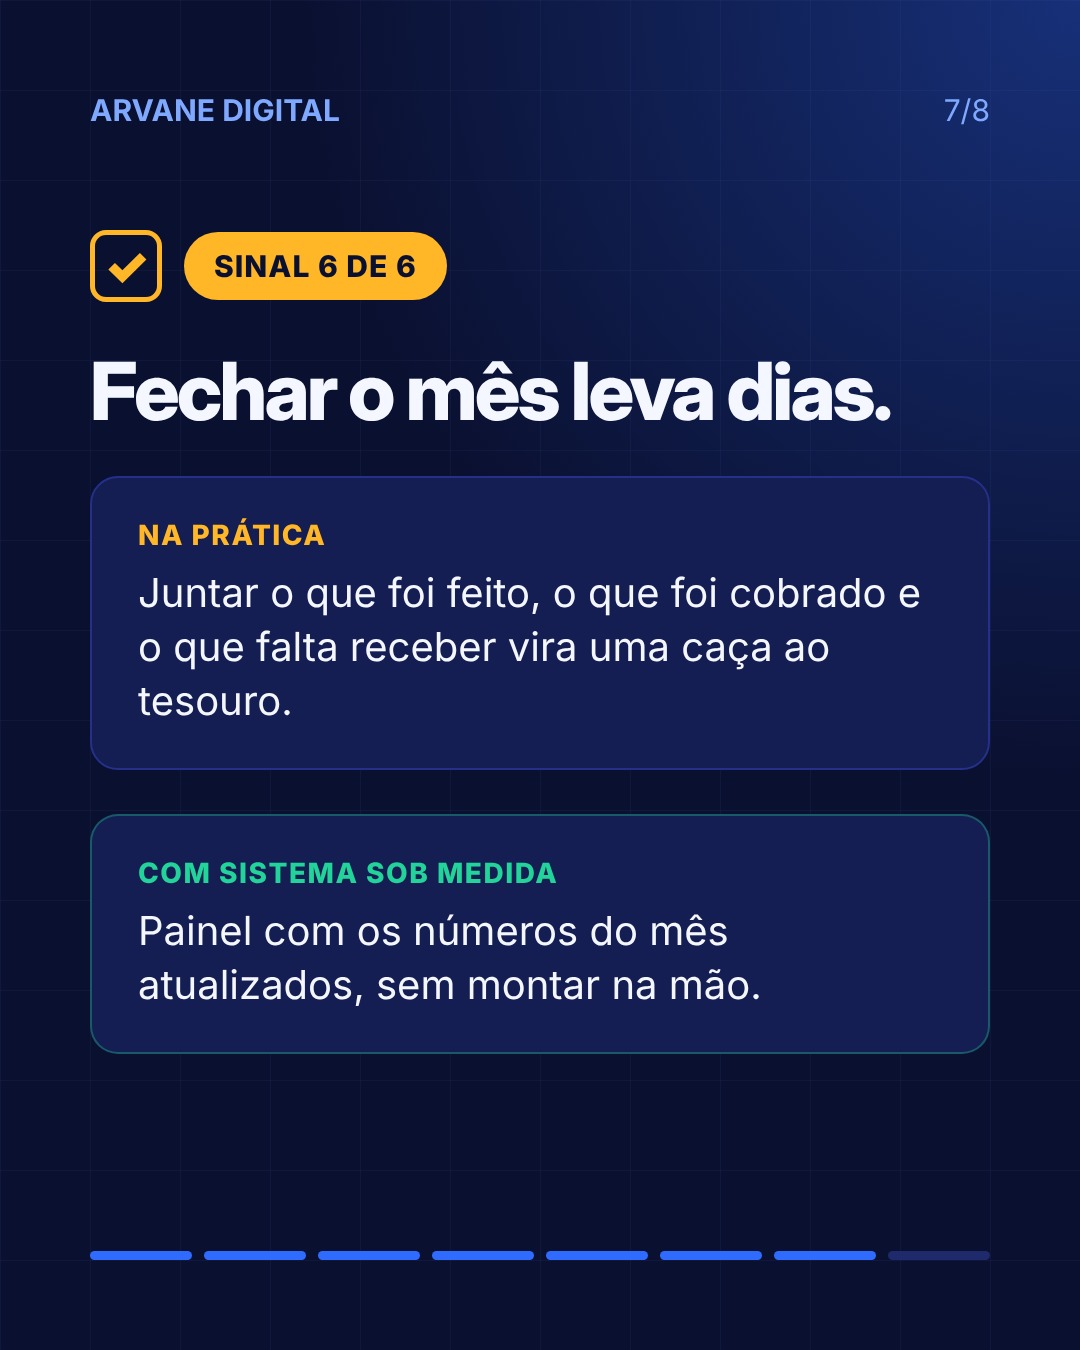 ARVANE DIGITAL
7/8
SINAL 6 DE 6
Fechar o mês leva dias.
NA PRÁTICA
Juntar o que foi feito, o que foi cobrado e
o que falta receber vira uma caça ao
tesouro.
COM SISTEMA SOB MEDIDA
Painel com os números do mês
atualizados, sem montar na mão.